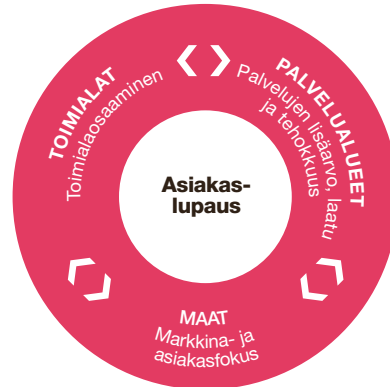 TOIMIALAT
Toimialaosaaminen
PALVELUALUEET
Palvelujen lisäarvo, laatu
ja tehokkuus
Asiakas-
lupaus
MAAT
Markkina- ja
asiakasfokus